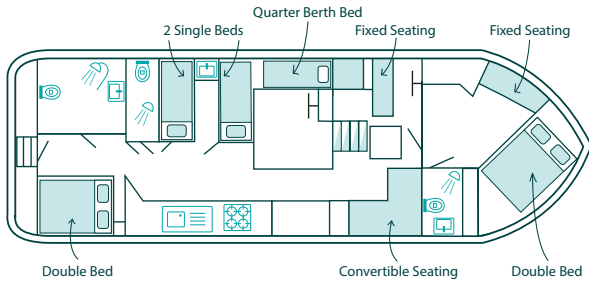 Quarter Berth Bed
2 Single Beds
Fixed Seating
Fixed Seating
Double Bed
Convertible Seating
Double Bed